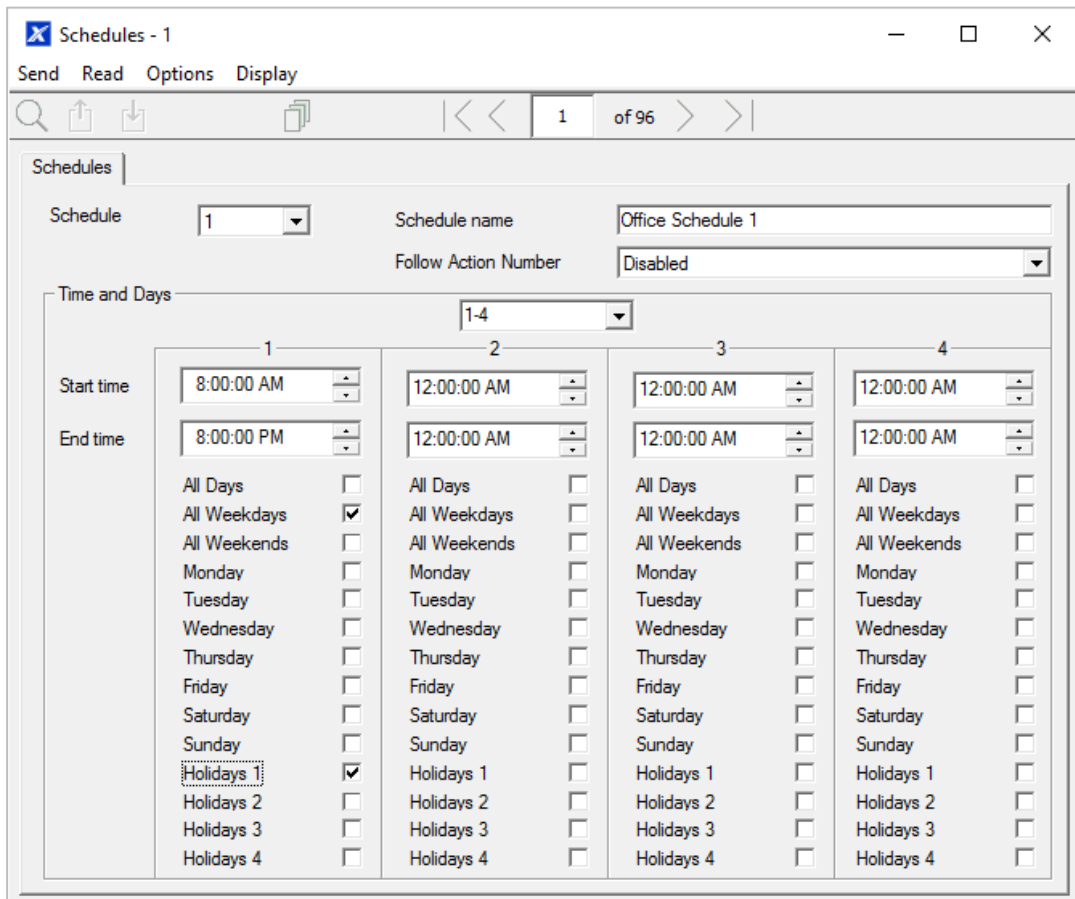 Schedules - 1
Send Read Options Display
1 of 96
Schedules
Schedule 1 Schedule name Office Schedule 1
Follow Action Number Disabled
Time and Days
1-4
1 2 3 4
Start time 8:00:00 AM 12:00:00 AM 12:00:00 AM 12:00:00 AM
End time 8:00:00 PM 12:00:00 AM 12:00:00 AM 12:00:00 AM
All Days All Days All Days All Days
All Weekdays All Weekdays All Weekdays All Weekdays
All Weekends All Weekends All Weekends All Weekends
Monday Monday Monday Monday
Tuesday Tuesday Tuesday Tuesday
Wednesday Wednesday Wednesday Wednesday
Thursday Thursday Thursday Thursday
Friday Friday Friday Friday
Saturday Saturday Saturday Saturday
Sunday Sunday Sunday Sunday
Holidays 1 Holidays 1 Holidays 1 Holidays 1
Holidays 2 Holidays 2 Holidays 2 Holidays 2
Holidays 3 Holidays 3 Holidays 3 Holidays 3
Holidays 4 Holidays 4 Holidays 4 Holidays 4